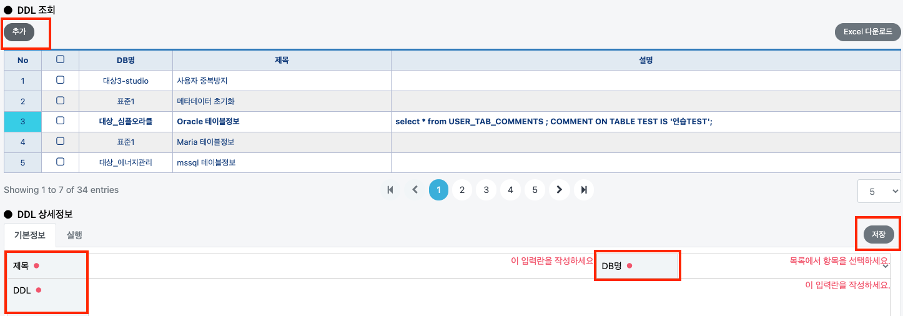 DDL 조회
추가
Excel 다운로드
No DB명 제목 설명
1 대상3-studio 사용자 중복방지
2 표준1 메타데이터 초기화
3 대상_심플오라클 Oracle 테이블정보 select * from USER_TAB_COMMENTS ; COMMENT ON TABLE TEST IS '연습TEST';
4 표준1 Maria 테이블정보
5 대상_에너지관리 mssql 테이블정보
Showing 1 to 7 of 34 entries 1 2 3 4 5 5
DDL 상세정보
기본정보 실행 저장
제목 이 입력란을 작성하세요. DB명 목록에서 항목을 선택하세요.
DDL 이 입력란을 작성하세요.